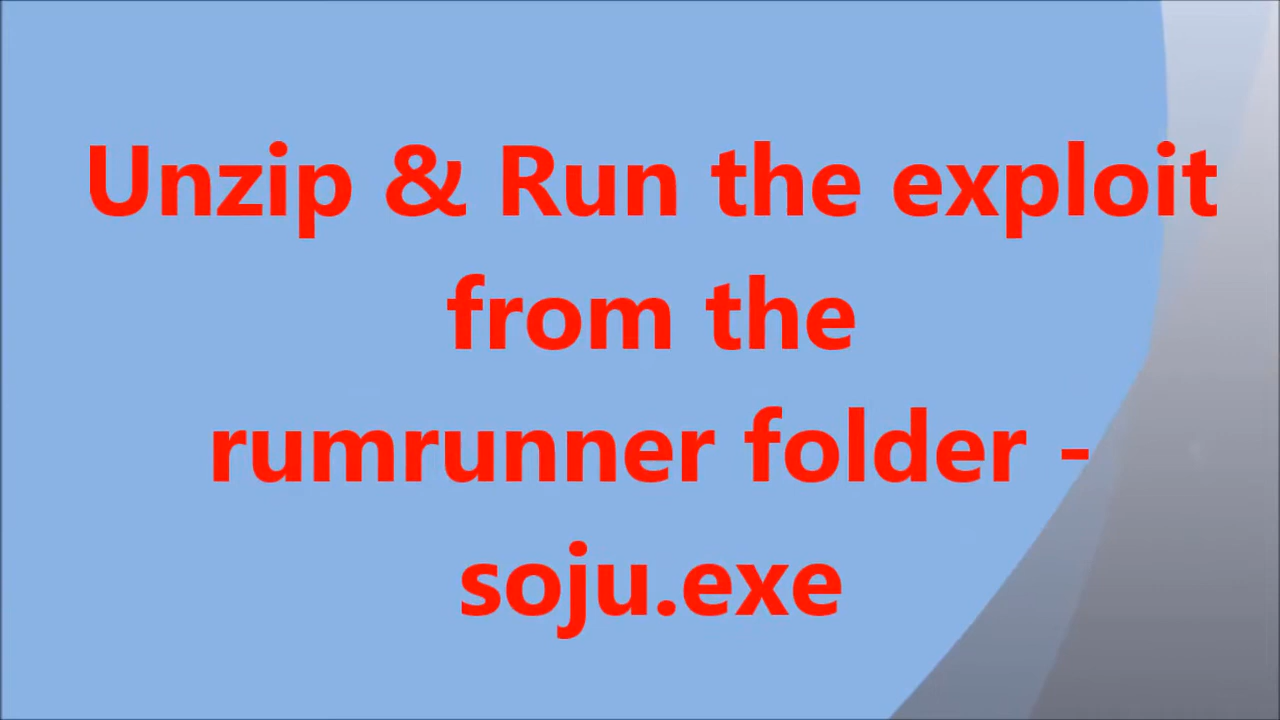 Unzip & Run the exploit
from the
rumrunner folder -
soju.exe